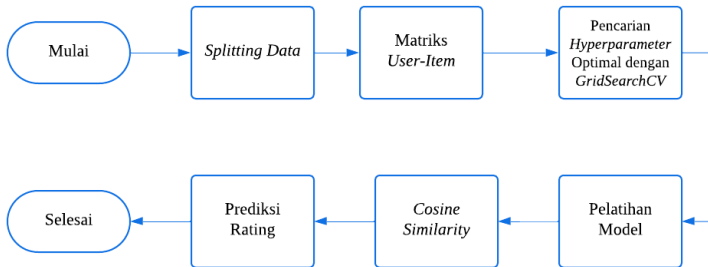 Mulai
Splitting Data
Matriks
User-Item
Pencarian
Hyperparameter
Optimal dengan
GridSearchCV
Selesai
Prediksi
Rating
Cosine
Similarity
Pelatihan
Model